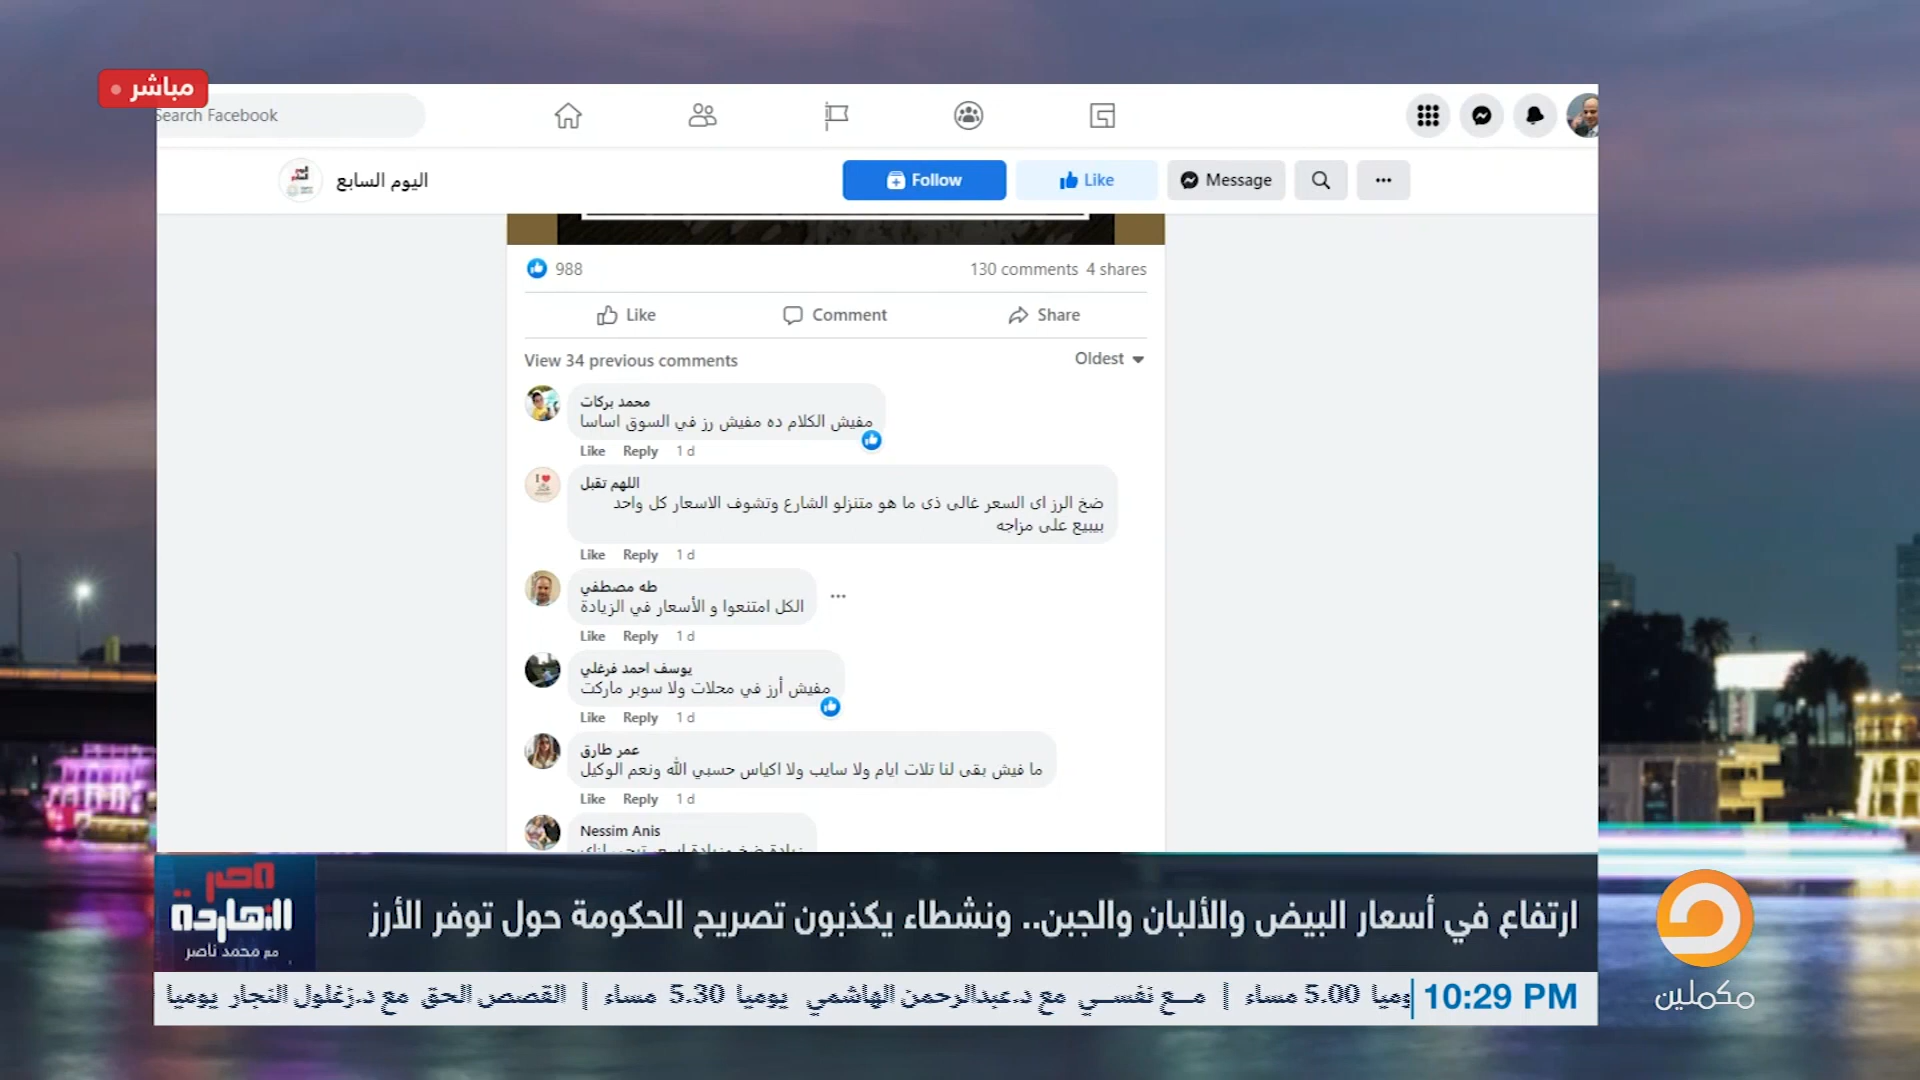 مباشر
Search Facebook
اليوم السابع
Follow
Like
Message
988
130 comments 4 shares
Like
Comment
Share
View 34 previous comments
Oldest
محمد بركات
مفيش الكلام ده مفيش رز في السوق اساسا
Like Reply 1 d
اللهم تقبل
ضخ الرز اى السعر غالى ذى ما هو متنزلو الشارع وتشوف الاسعار كل واحد
بيبيع على مزاجه
Like Reply 1 d
طه مصطفي
الكل امتنعوا و الأسعار في الزيادة
Like Reply 1 d
يوسف احمد فرغلي
مفيش أرز في محلات ولا سوبر ماركت
Like Reply 1 d
عمر طارق
ما فيش بقى لنا تلات ايام ولا سايب ولا اكياس حسبي الله ونعم الوكيل
Like Reply 1 d
Nessim Anis
مصر
النهاردة
مع محمد ناصر
ارتفاع في أسعار البيض والألبان والجبن.. ونشطاء يكذبون تصريح الحكومة حول توفر الأرز
10:29 PM
5.00 مساء | مـــع نفســـي مع د.عبدالرحمن الهاشمي يوميا 5.30 مساء | القصص الحق مع د.زغلول النجار يوميا
مكملين